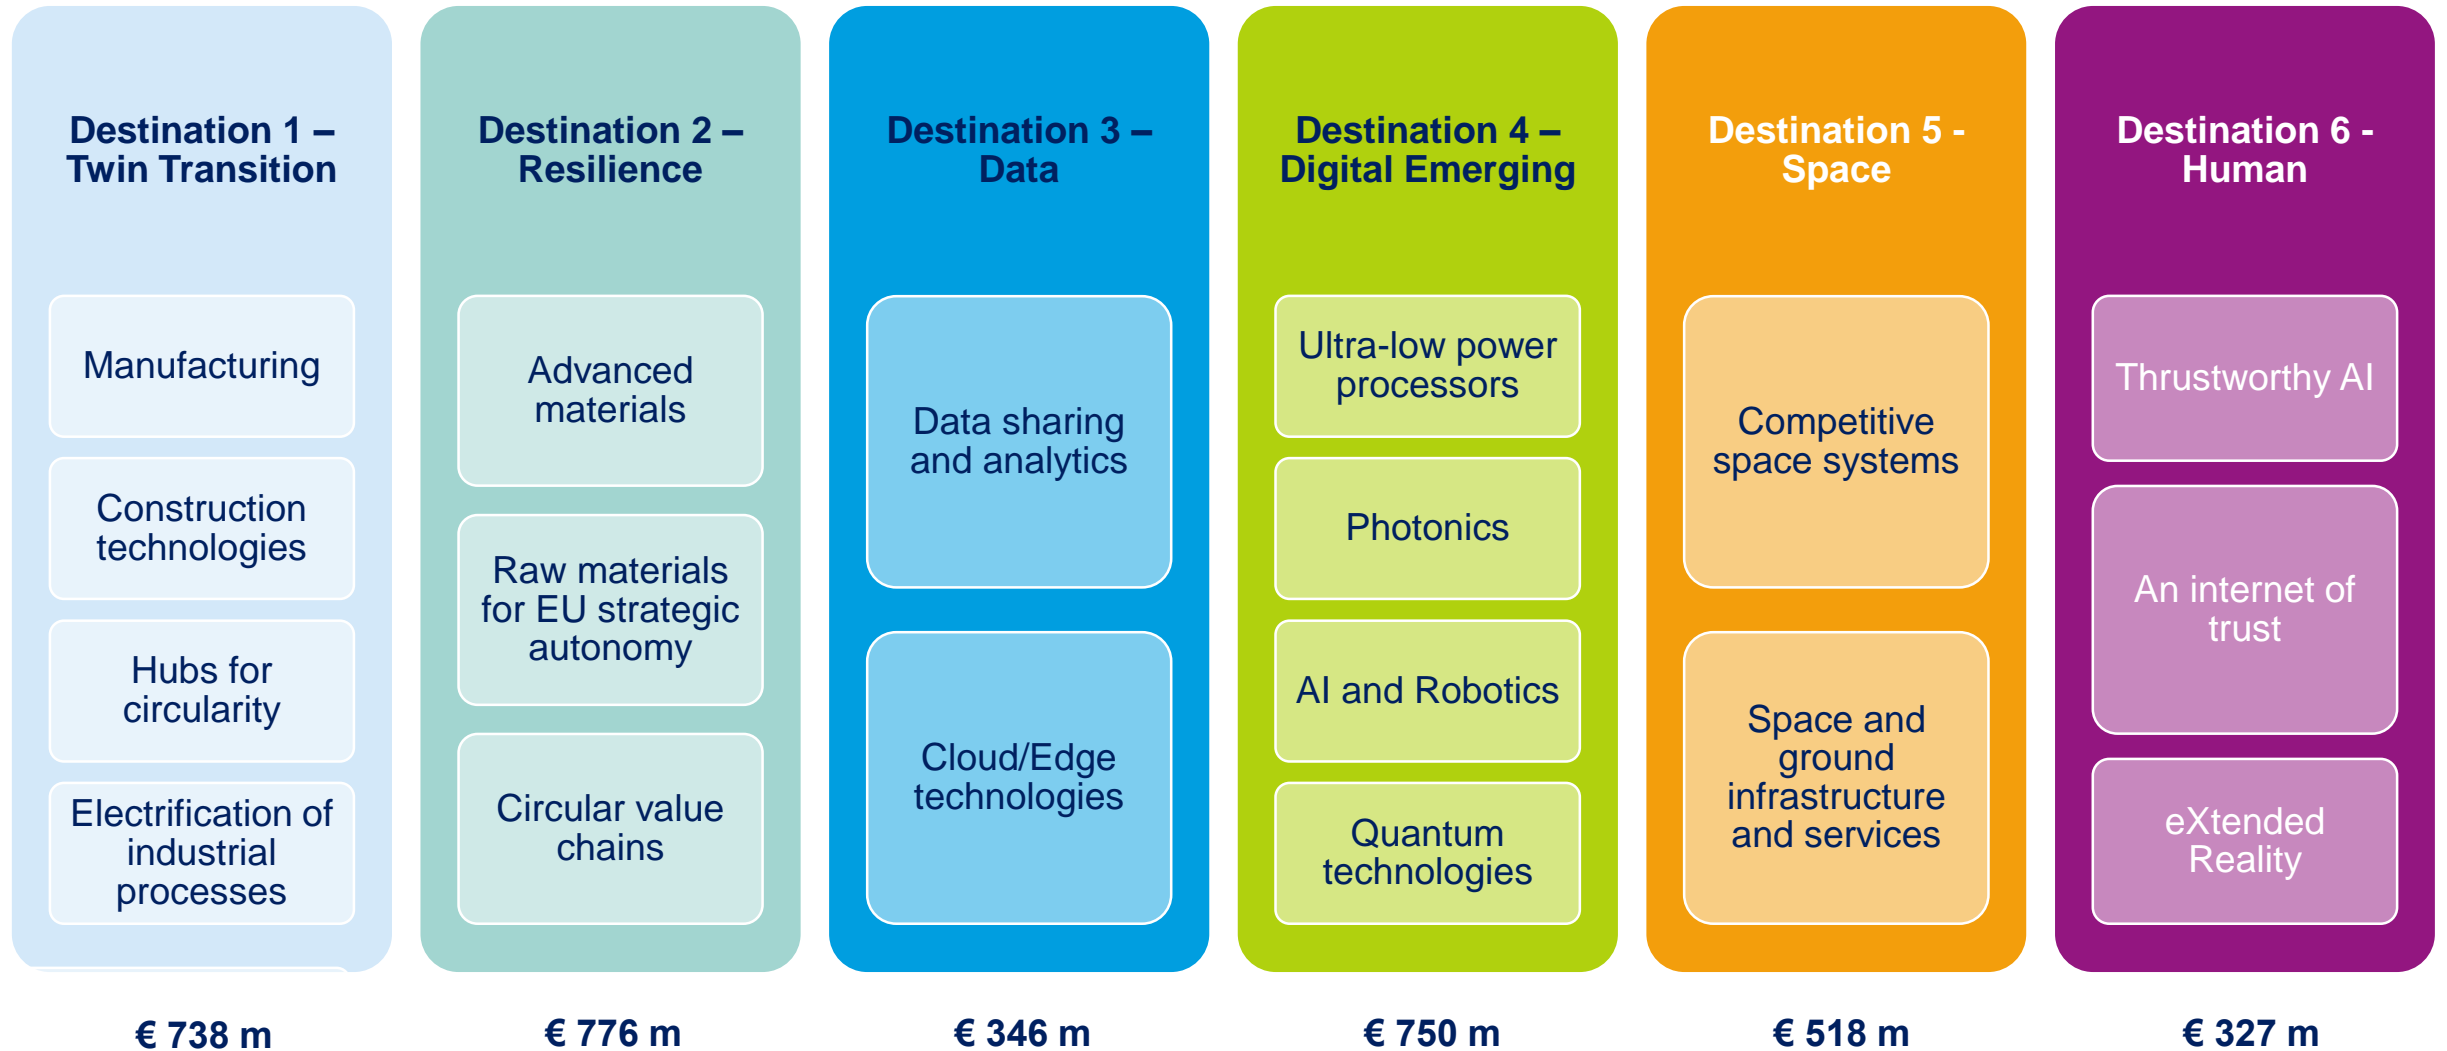 Destination 1 –
Twin Transition
Manufacturing
Construction
technologies
Hubs for
circularity
Electrification of
industrial
processes
€ 738 m
Destination 2 –
Resilience
Advanced
materials
Raw materials
for EU strategic
autonomy
Circular value
chains
€ 776 m
Destination 3 –
Data
Data sharing
and analytics
Cloud/Edge
technologies
€ 346 m
Destination 4 –
Digital Emerging
Ultra-low power
processors
Photonics
AI and Robotics
Quantum
technologies
€ 750 m
Destination 5 -
Space
Competitive
space systems
Space and
ground
infrastructure
and services
€ 518 m
Destination 6 -
Human
Thrustworthy AI
An internet of
trust
eXtended
Reality
€ 327 m